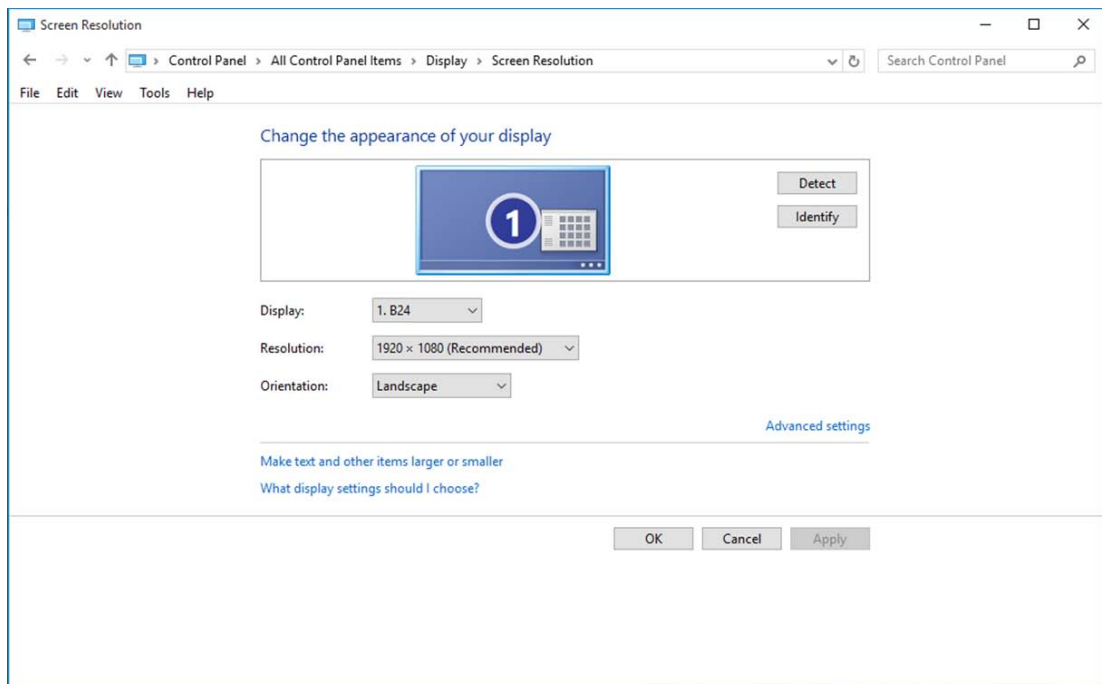 Screen Resolution
Control Panel > All Control Panel Items > Display > Screen Resolution
Search Control Panel
File Edit View Tools Help
Change the appearance of your display
1
Detect
Identify
Display: 1. B24
Resolution: 1920 × 1080 (Recommended)
Orientation: Landscape
Advanced settings
Make text and other items larger or smaller
What display settings should I choose?
OK Cancel Apply